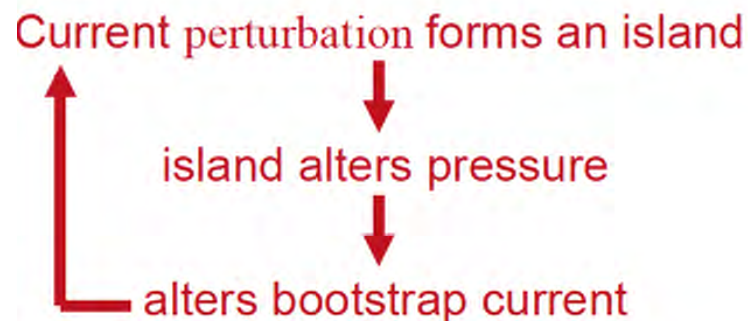 Current perturbation forms an island
island alters pressure
alters bootstrap current